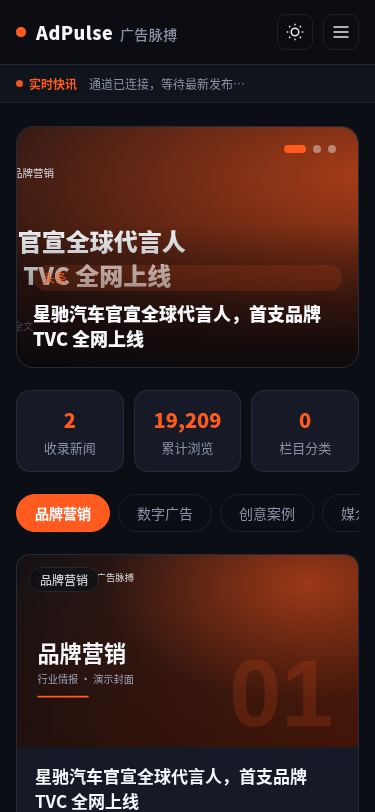 AdPulse 广告脉搏
实时快讯 通道已连接，等待最新发布···
品牌营销
官宣全球代言人
TVC 全网上线
全文
星驰汽车官宣全球代言人，首支品牌
TVC 全网上线
2 19,209 0
收录新闻 累计浏览 栏目分类
品牌营销 数字广告 创意案例 媒
品牌营销 广告脉搏
品牌营销
行业情报 · 演示封面
01
星驰汽车官宣全球代言人，首支品牌
TVC 全网上线